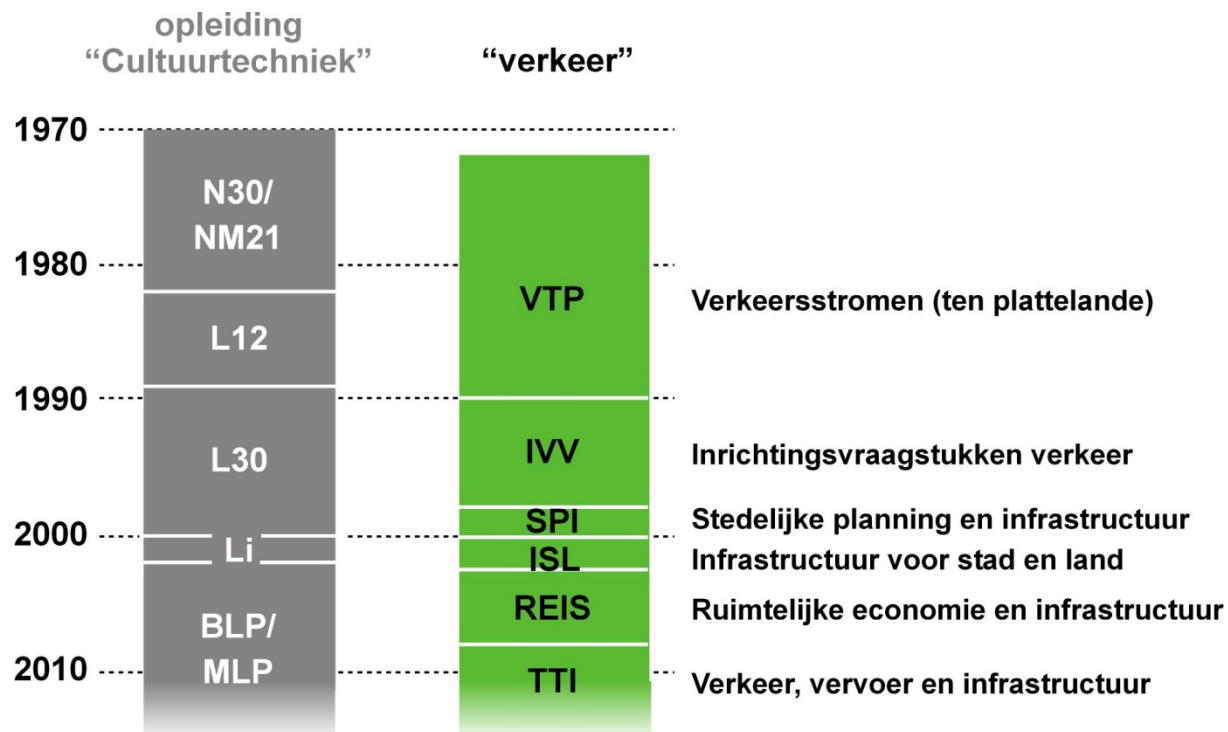 opleiding
“Cultuurtechniek”
“verkeer”
1970
N30/
NM21
1980
VTP
Verkeersstromen (ten plattelande)
L12
1990
L30
IVV
Inrichtingsvraagstukken verkeer
SPI
Stedelijke planning en infrastructuur
2000
Li
ISL
Infrastructuur voor stad en land
REIS
Ruimtelijke economie en infrastructuur
BLP/
MLP
2010
TTI
Verkeer, vervoer en infrastructuur